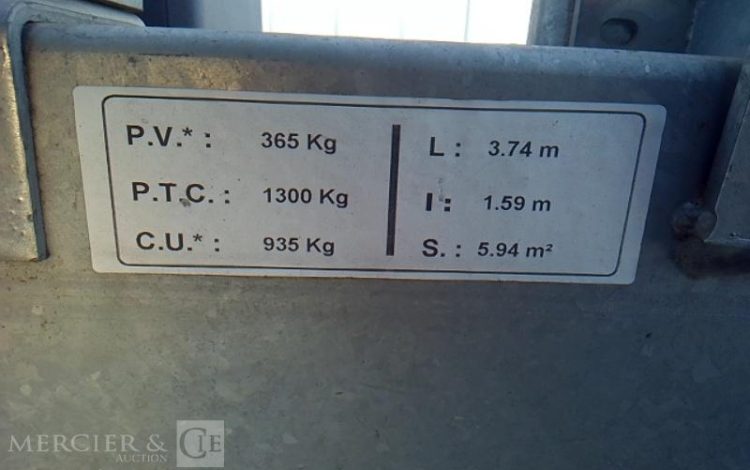 P.V.* : 365 Kg
P.T.C. : 1300 Kg
C.U.* : 935 Kg
L : 3.74 m
l : 1.59 m
S. : 5.94 m²
MERCIER & CIE
AUCTION